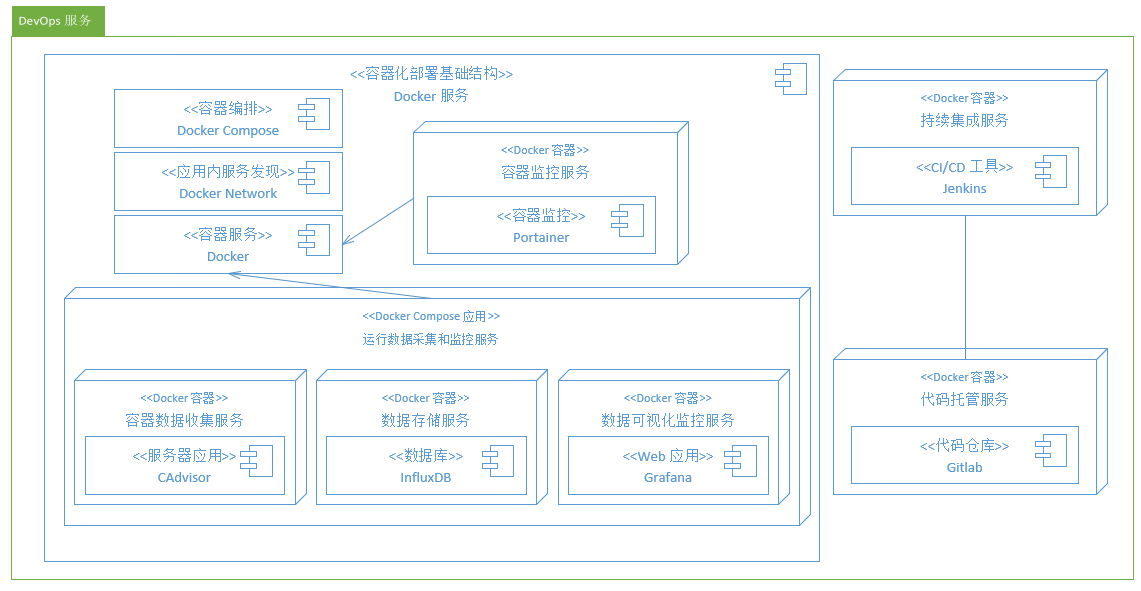 DevOps 服务
<<容器化部署基础结构>>
Docker 服务
<<容器编排>>
Docker Compose
<<应用内服务发现>>
Docker Network
<<容器服务>>
Docker
<<Docker 容器>>
容器监控服务
<<容器监控>>
Portainer
<<Docker Compose 应用>>
运行数据采集和监控服务
<<Docker 容器>>
容器数据收集服务
<<服务器应用>>
CAdvisor
<<Docker 容器>>
数据存储服务
<<数据库>>
InfluxDB
<<Docker 容器>>
数据可视化监控服务
<<Web 应用>>
Grafana
<<Docker 容器>>
持续集成服务
<<CI/CD 工具>>
Jenkins
<<Docker 容器>>
代码托管服务
<<代码仓库>>
Gitlab